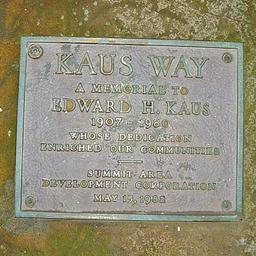 KAUS WAY
A MEMORIAL TO
EDWARD H. KAUS
1907 - 1980
WHOSE DEDICATION
ENRICHED OUR COMMUNITIES
SUMMIT AREA
DEVELOPMENT CORPORATION
MAY 15, 1982